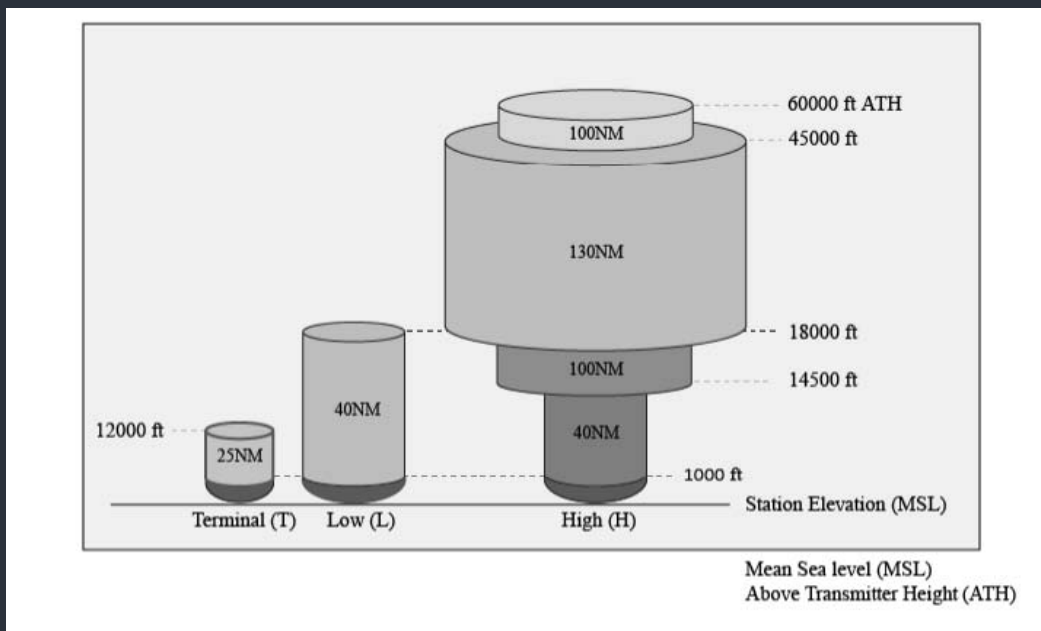 60000 ft ATH
100NM
45000 ft
130NM
18000 ft
100NM
14500 ft
40NM
12000 ft
40NM
25NM
1000 ft
Station Elevation (MSL)
Terminal (T)
Low (L)
High (H)
Mean Sea level (MSL)
Above Transmitter Height (ATH)